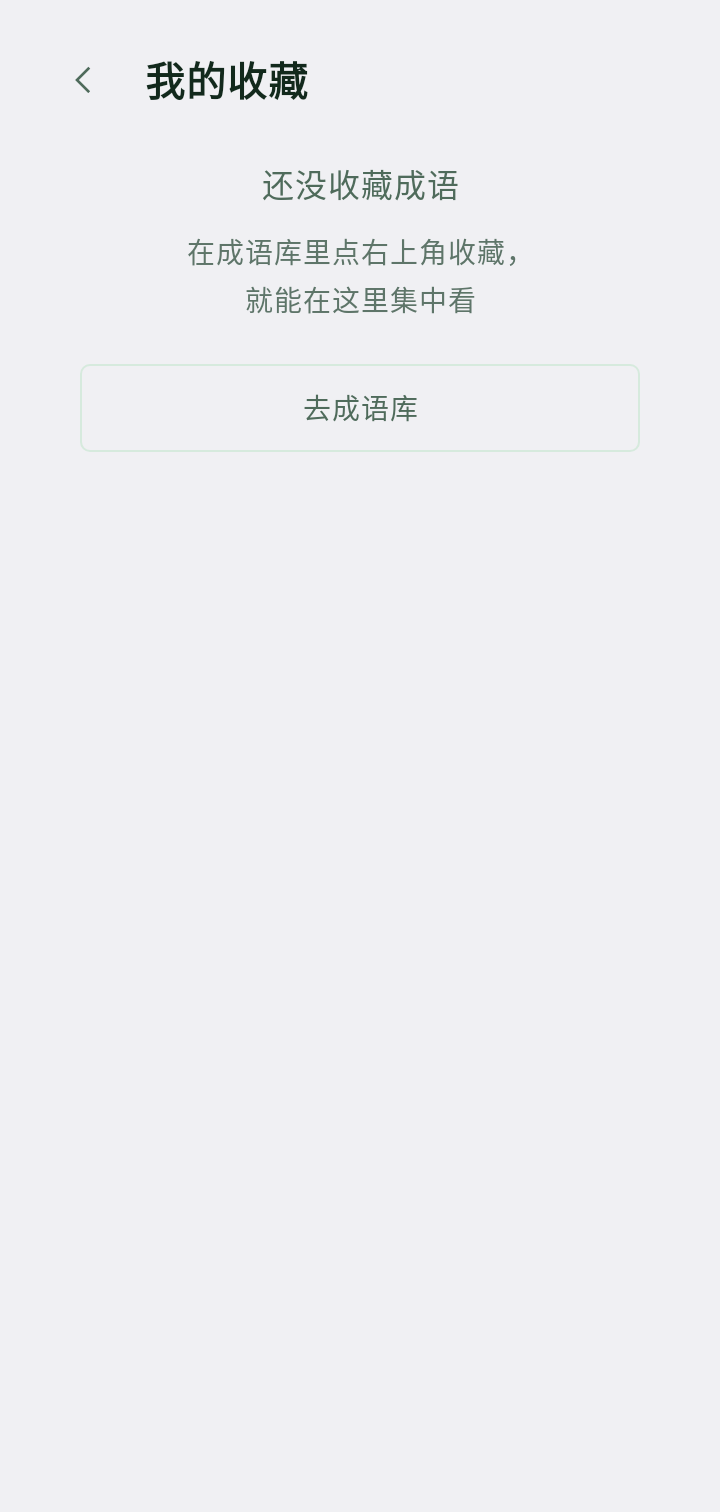 我的收藏
还没收藏成语
在成语库里点右上角收藏，
就能在这里集中看
去成语库